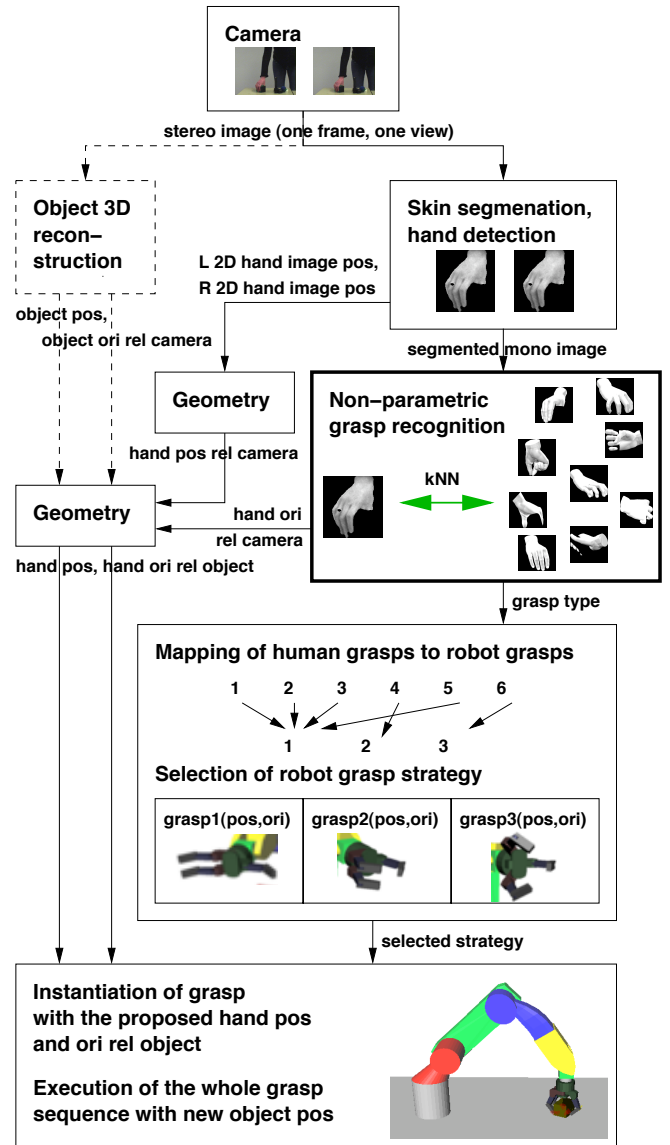 Camera
stereo image (one frame, one view)
Object 3D
recon–
struction
Skin segmenation,
hand detection
L 2D hand image pos,
R 2D hand image pos
object pos,
object ori rel camera
segmented mono image
Geometry
Non–parametric
grasp recognition
kNN
hand pos rel camera
Geometry
hand ori
rel camera
hand pos, hand ori rel object
grasp type
Mapping of human grasps to robot grasps
1 2 3 4 5 6
1 2 3
Selection of robot grasp strategy
grasp1(pos,ori) grasp2(pos,ori) grasp3(pos,ori)
selected strategy
Instantiation of grasp
with the proposed hand pos
and ori rel object
Execution of the whole grasp
sequence with new object pos